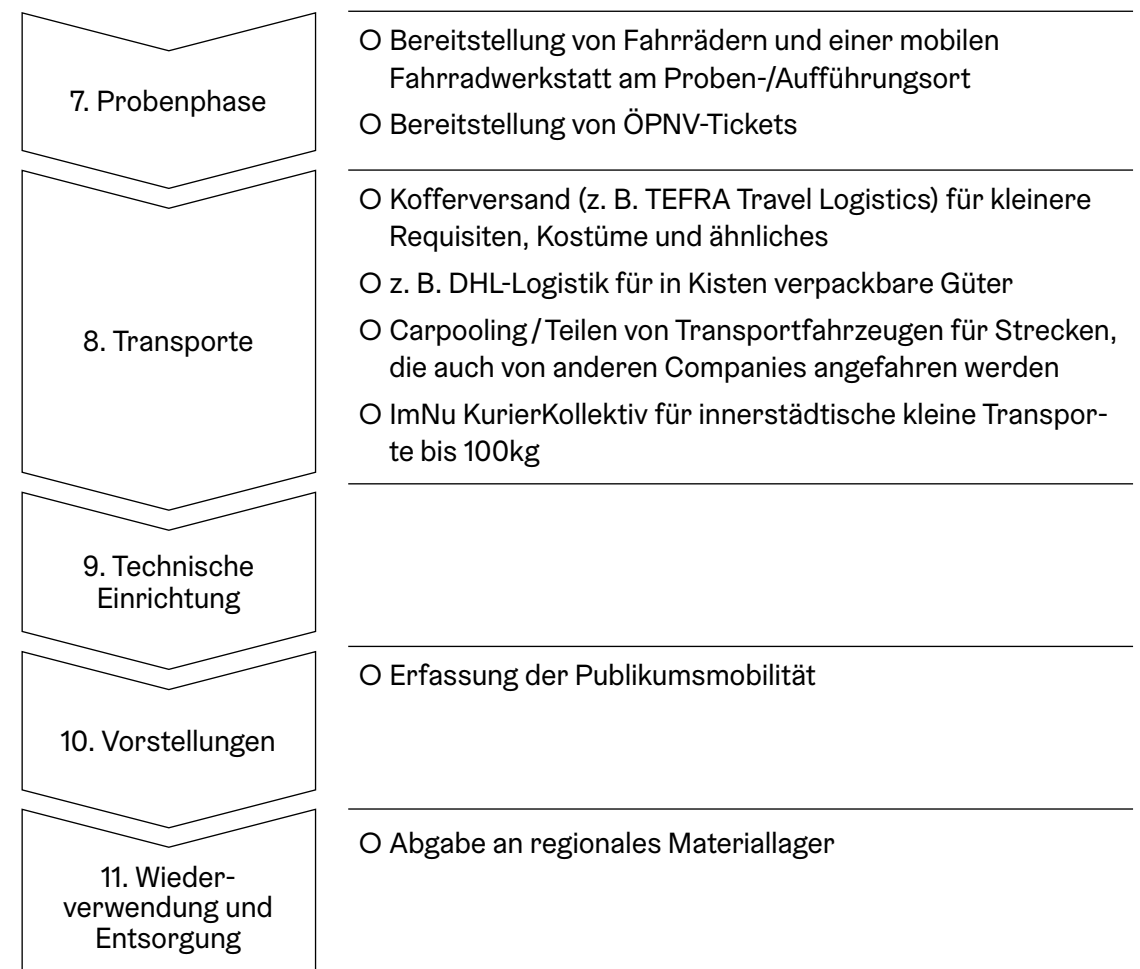 7. Probenphase
O Bereitstellung von Fahrrädern und einer mobilen
Fahrradwerkstatt am Proben-/Aufführungsort
O Bereitstellung von ÖPNV-Tickets
8. Transporte
O Kofferversand (z. B. TEFRA Travel Logistics) für kleinere
Requisiten, Kostüme und ähnliches
O z. B. DHL-Logistik für in Kisten verpackbare Güter
O Carpooling / Teilen von Transportfahrzeugen für Strecken,
die auch von anderen Companies angefahren werden
O ImNu KurierKollektiv für innerstädtische kleine Transpor-
te bis 100kg
9. Technische
Einrichtung
10. Vorstellungen
O Erfassung der Publikumsmobilität
11. Wieder-
verwendung und
Entsorgung
O Abgabe an regionales Materiallager